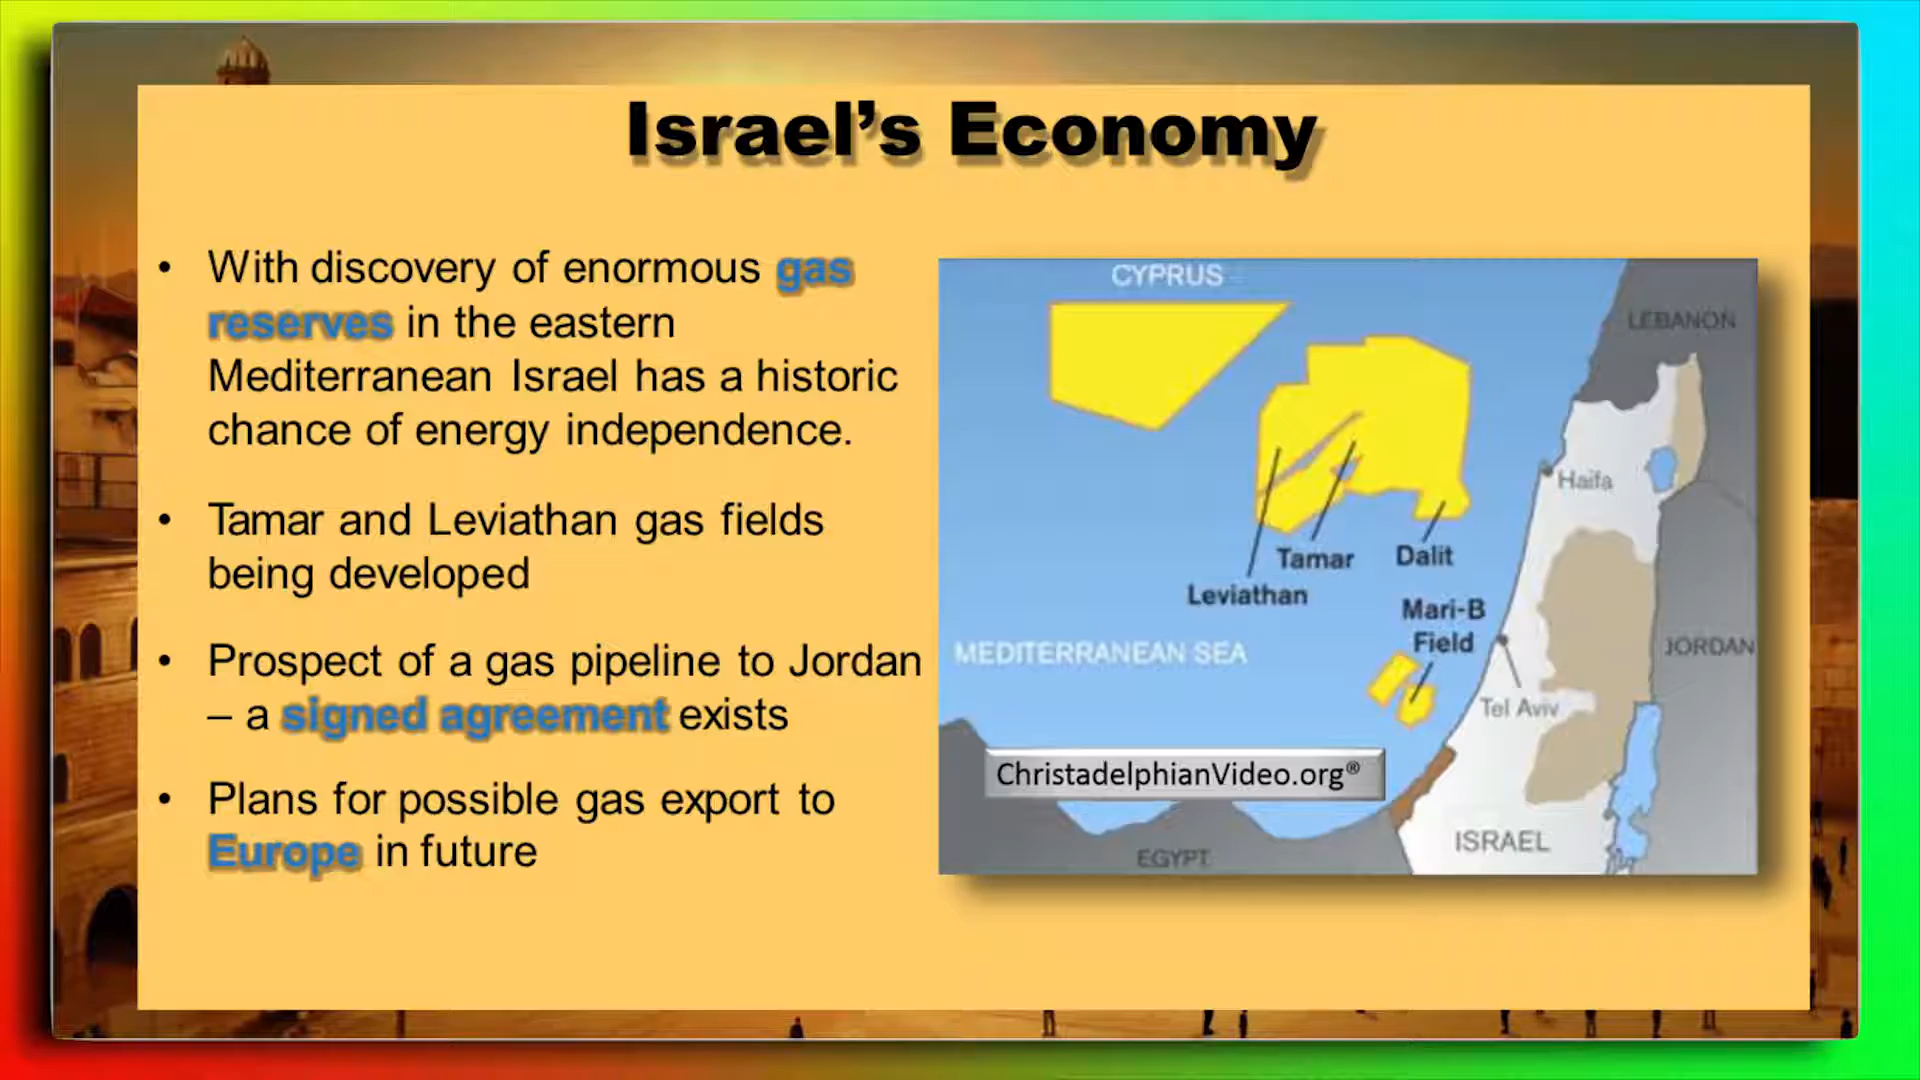 Israel’s Economy
• With discovery of enormous gas
reserves in the eastern
Mediterranean Israel has a historic
chance of energy independence.
• Tamar and Leviathan gas fields
being developed
• Prospect of a gas pipeline to Jordan
– a signed agreement exists
• Plans for possible gas export to
Europe in future
CYPRUS
LEBANON
Haifa
Tamar
Dalit
Leviathan
Mari-B
Field
MEDITERRANEAN SEA
JORDAN
Tel Aviv
ChristadelphianVideo.org®
ISRAEL
EGYPT